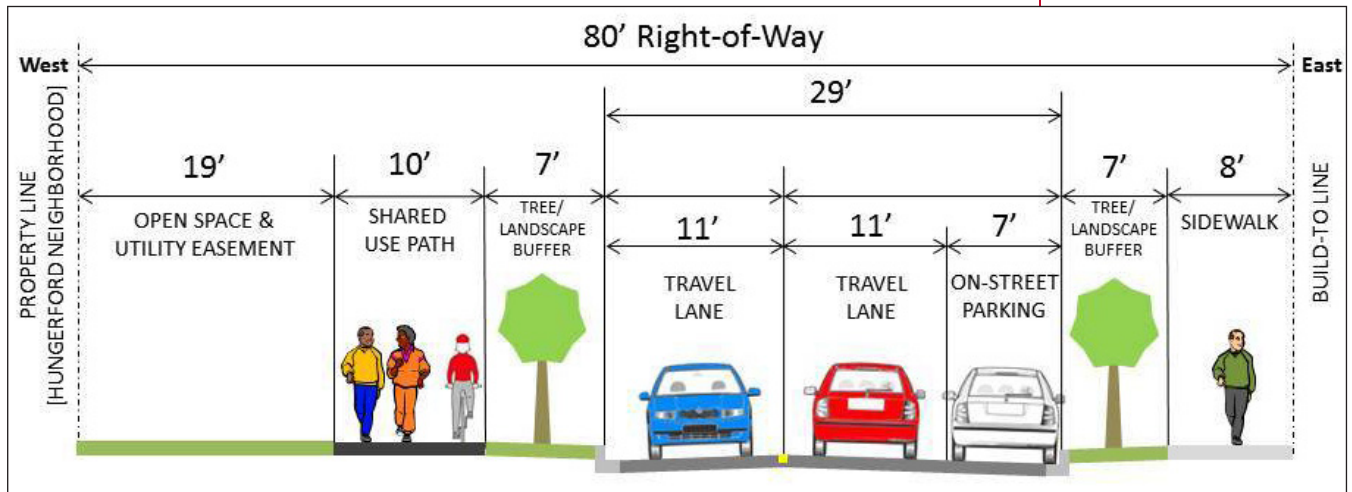 80’ Right-of-Way
West
East
29’
19’
10’
7’
7’
8’
OPEN SPACE &
UTILITY EASEMENT
SHARED
USE PATH
TREE/
LANDSCAPE
BUFFER
11’
11’
7’
TRAVEL
LANE
TRAVEL
LANE
ON-STREET
PARKING
TREE/
LANDSCAPE
BUFFER
SIDEWALK
PROPERTY LINE
[HUNGERFORD NEIGHBORHOOD]
BUILD-TO LINE